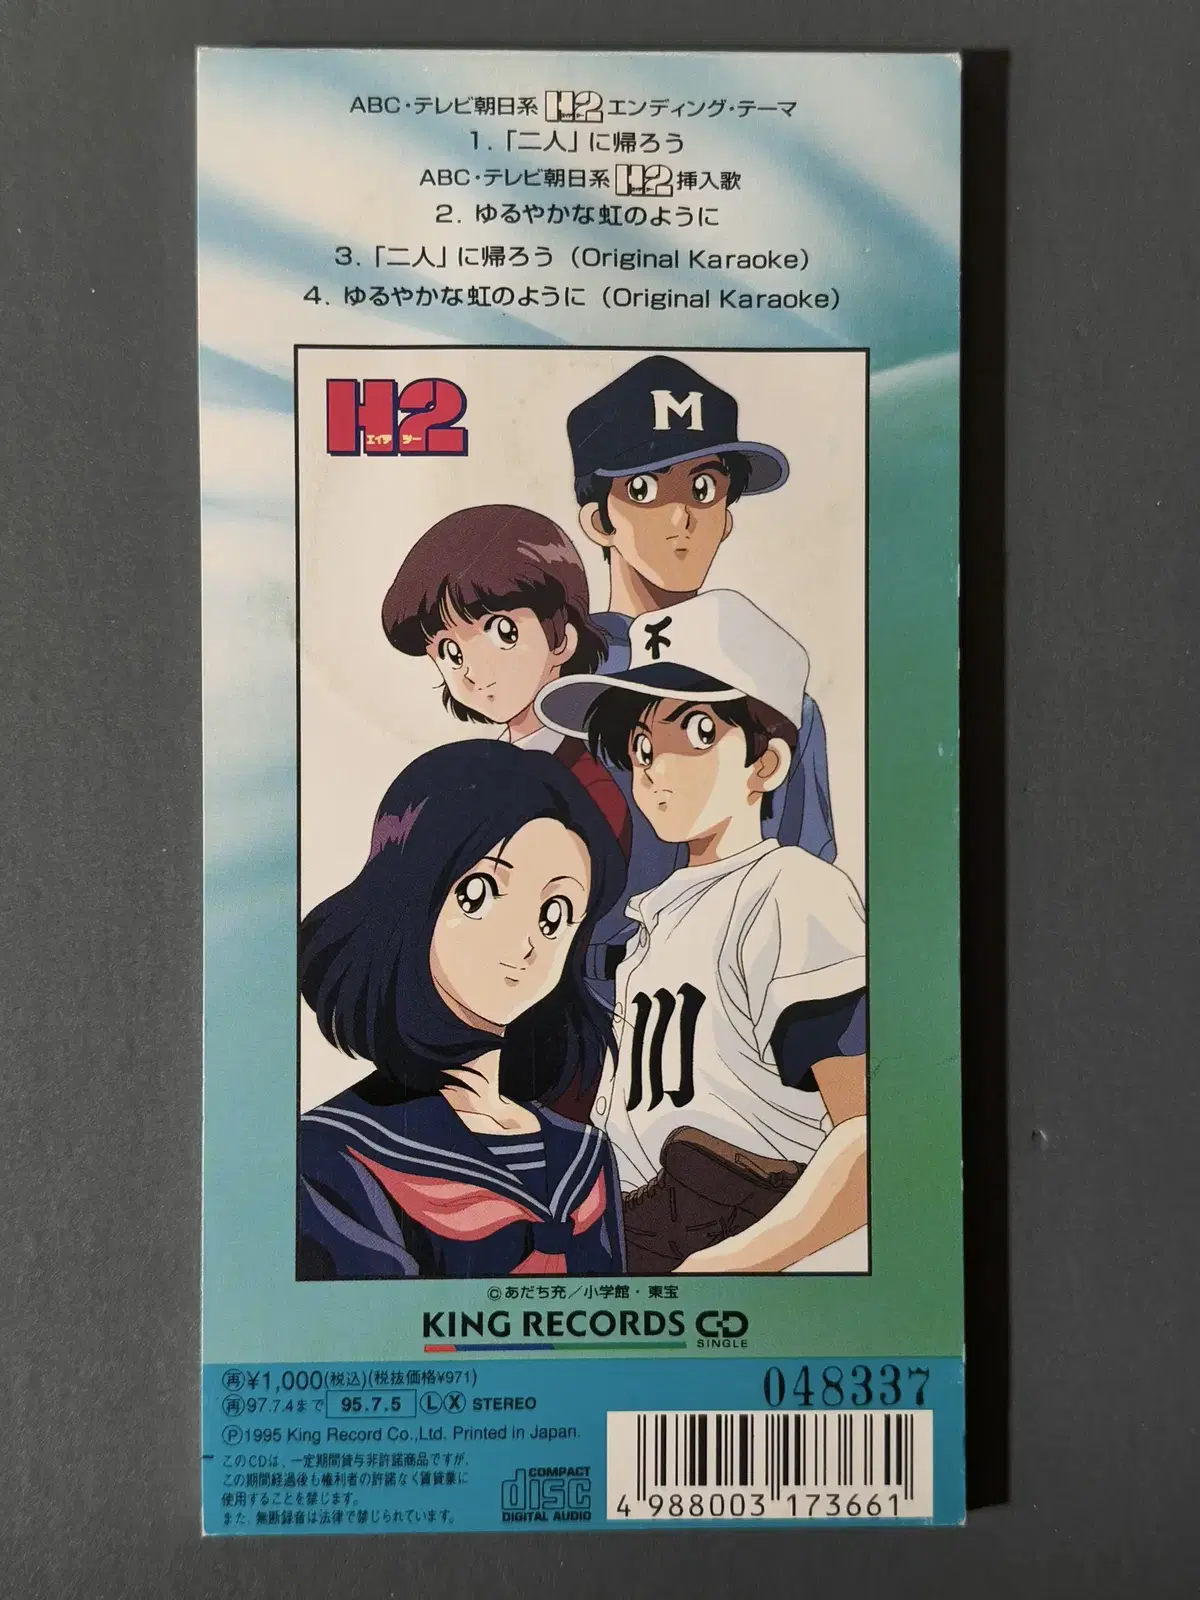 ABC・テレビ朝日系H2エンディング・テーマ
1.「二人」に帰ろう
ABC・テレビ朝日系H2挿入歌
2. ゆるやかな虹のように
3.「二人」に帰ろう (Original Karaoke)
4. ゆるやかな虹のように (Original Karaoke)
H2
エイチ ツー
M
©あだち充／小学館・東宝
KING RECORDS CD
SINGLE
再¥1,000(税込)(税抜価格¥971)
再97.7.4まで 95.7.5 LX STEREO
048337
Ⓟ1995 King Record Co.,Ltd. Printed in Japan.
このCDは、一定期間貸与非許諾商品ですが、
この期間経過後も権利者の許諾なく賃貸業に
使用することを禁じます。
また、無断録音は法律で禁じられています。
COMPACT
disc
DIGITAL AUDIO
4 988003 173661